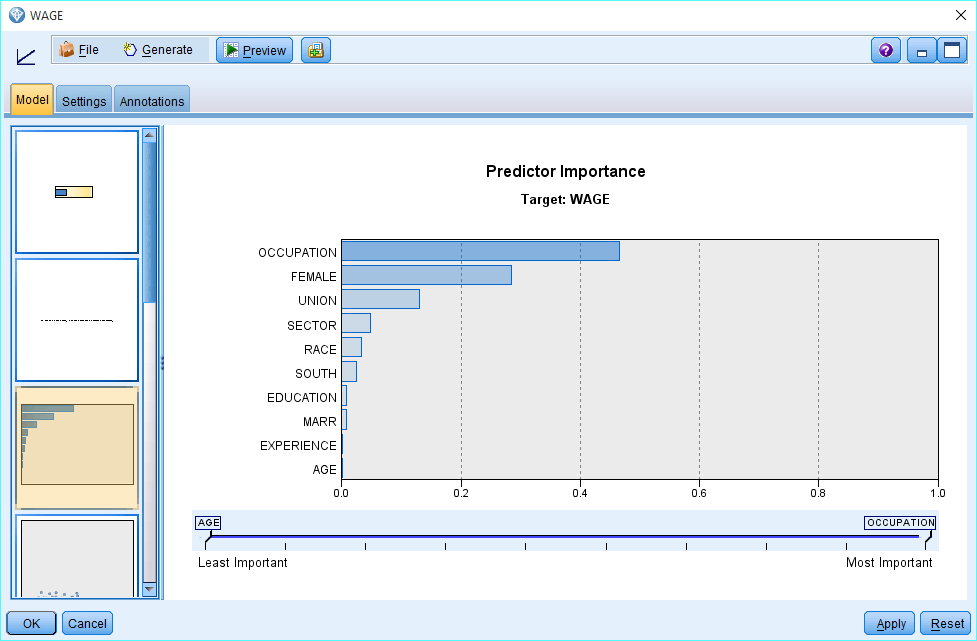 WAGE
File Generate Preview
Model Settings Annotations
Predictor Importance
Target: WAGE
OCCUPATION
FEMALE
UNION
SECTOR
RACE
SOUTH
EDUCATION
MARR
EXPERIENCE
AGE
0.0 0.2 0.4 0.6 0.8 1.0
AGE OCCUPATION
Least Important Most Important
OK Cancel Apply Reset